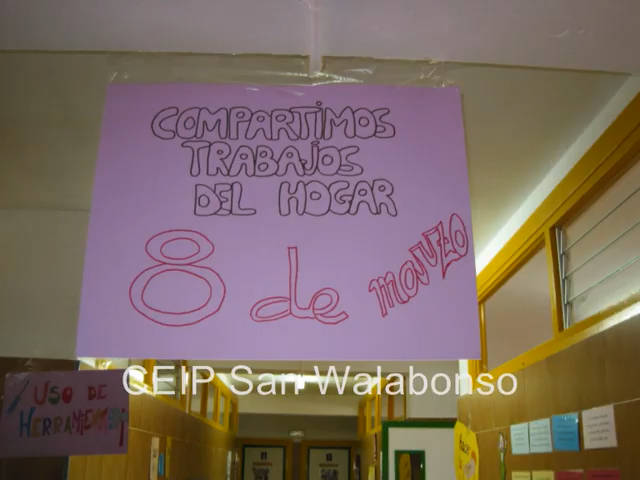 COMPARTIMOS
TRABAJOS
DEL HOGAR
8 de MARZO
CEIP San Walabonso
USO DE
HERRAMIENTAS